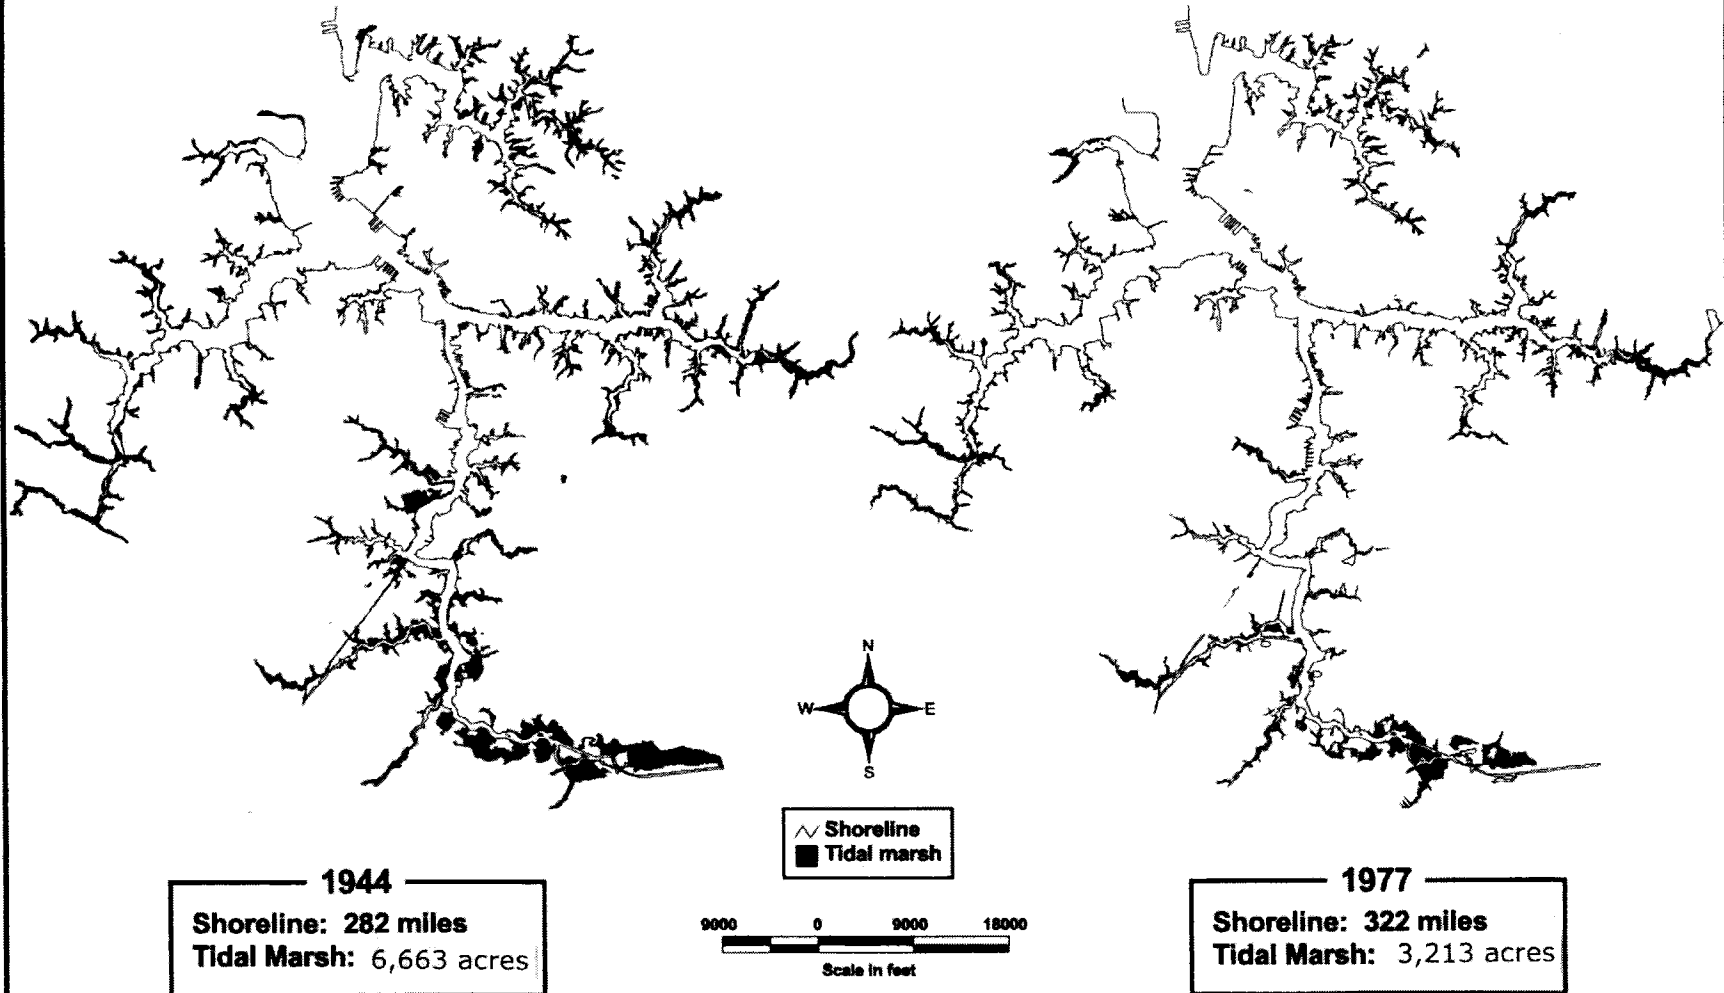 N
W E
S
Shoreline
Tidal marsh
1944
Shoreline: 282 miles
Tidal Marsh: 6,663 acres
9000 0 9000 18000
Scale in feet
1977
Shoreline: 322 miles
Tidal Marsh: 3,213 acres